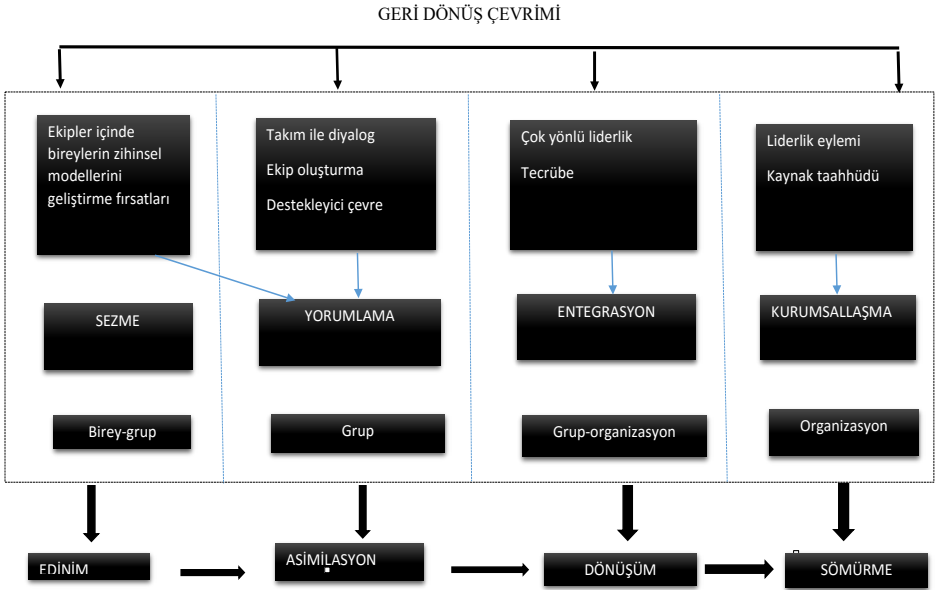 GERİ DÖNÜŞ ÇEVRİMİ
Ekipler içinde
bireylerin zihinsel
modellerini
geliştirme fırsatları
Takım ile diyalog
Ekip oluşturma
Destekleyici çevre
Çok yönlü liderlik
Tecrübe
Liderlik eylemi
Kaynak taahhüdü
SEZME
YORUMLAMA
ENTEGRASYON
KURUMSALLAŞMA
Birey-grup
Grup
Grup-organizasyon
Organizasyon
EDİNİM
ASİMİLASYON
DÖNÜŞÜM
SÖMÜRME